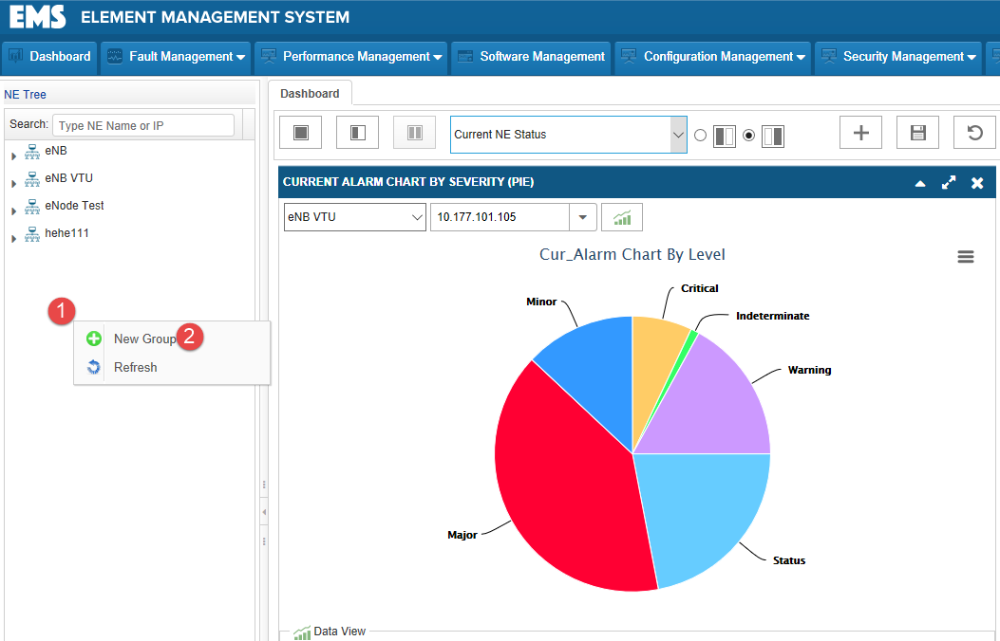 EMS ELEMENT MANAGEMENT SYSTEM
Dashboard Fault Management Performance Management Software Management Configuration Management Security Management
NE Tree
Dashboard
Search: Type NE Name or IP
Current NE Status
eNB
eNB VTU
eNode Test
hehe111
CURRENT ALARM CHART BY SEVERITY (PIE)
eNB VTU 10.177.101.105
Cur_Alarm Chart By Level
Critical
Minor
Indeterminate
Warning
Major
Status
1
New Group 2
Refresh
Data View